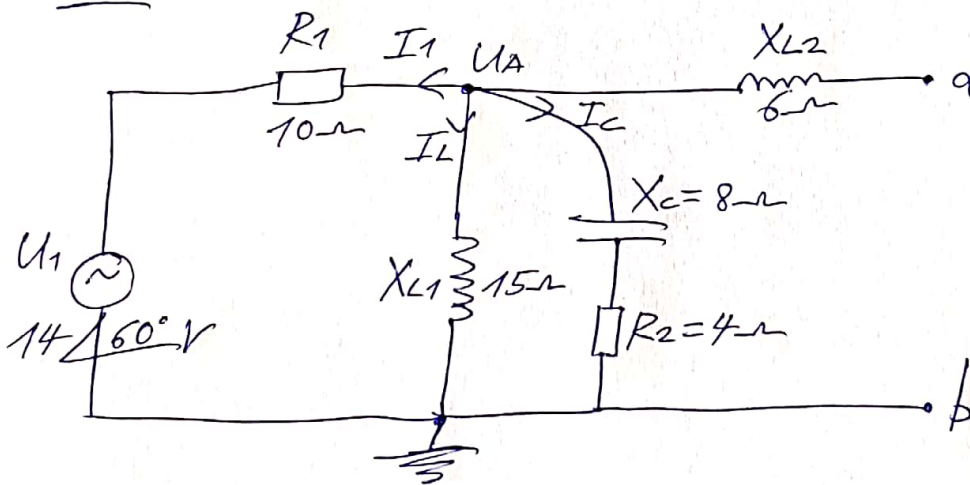 R1
I1
UA
XL2
a
10Ω
IL
IC
6Ω
XC = 8Ω
U1
~
XL1
15Ω
14∠60° V
R2 = 4Ω
b